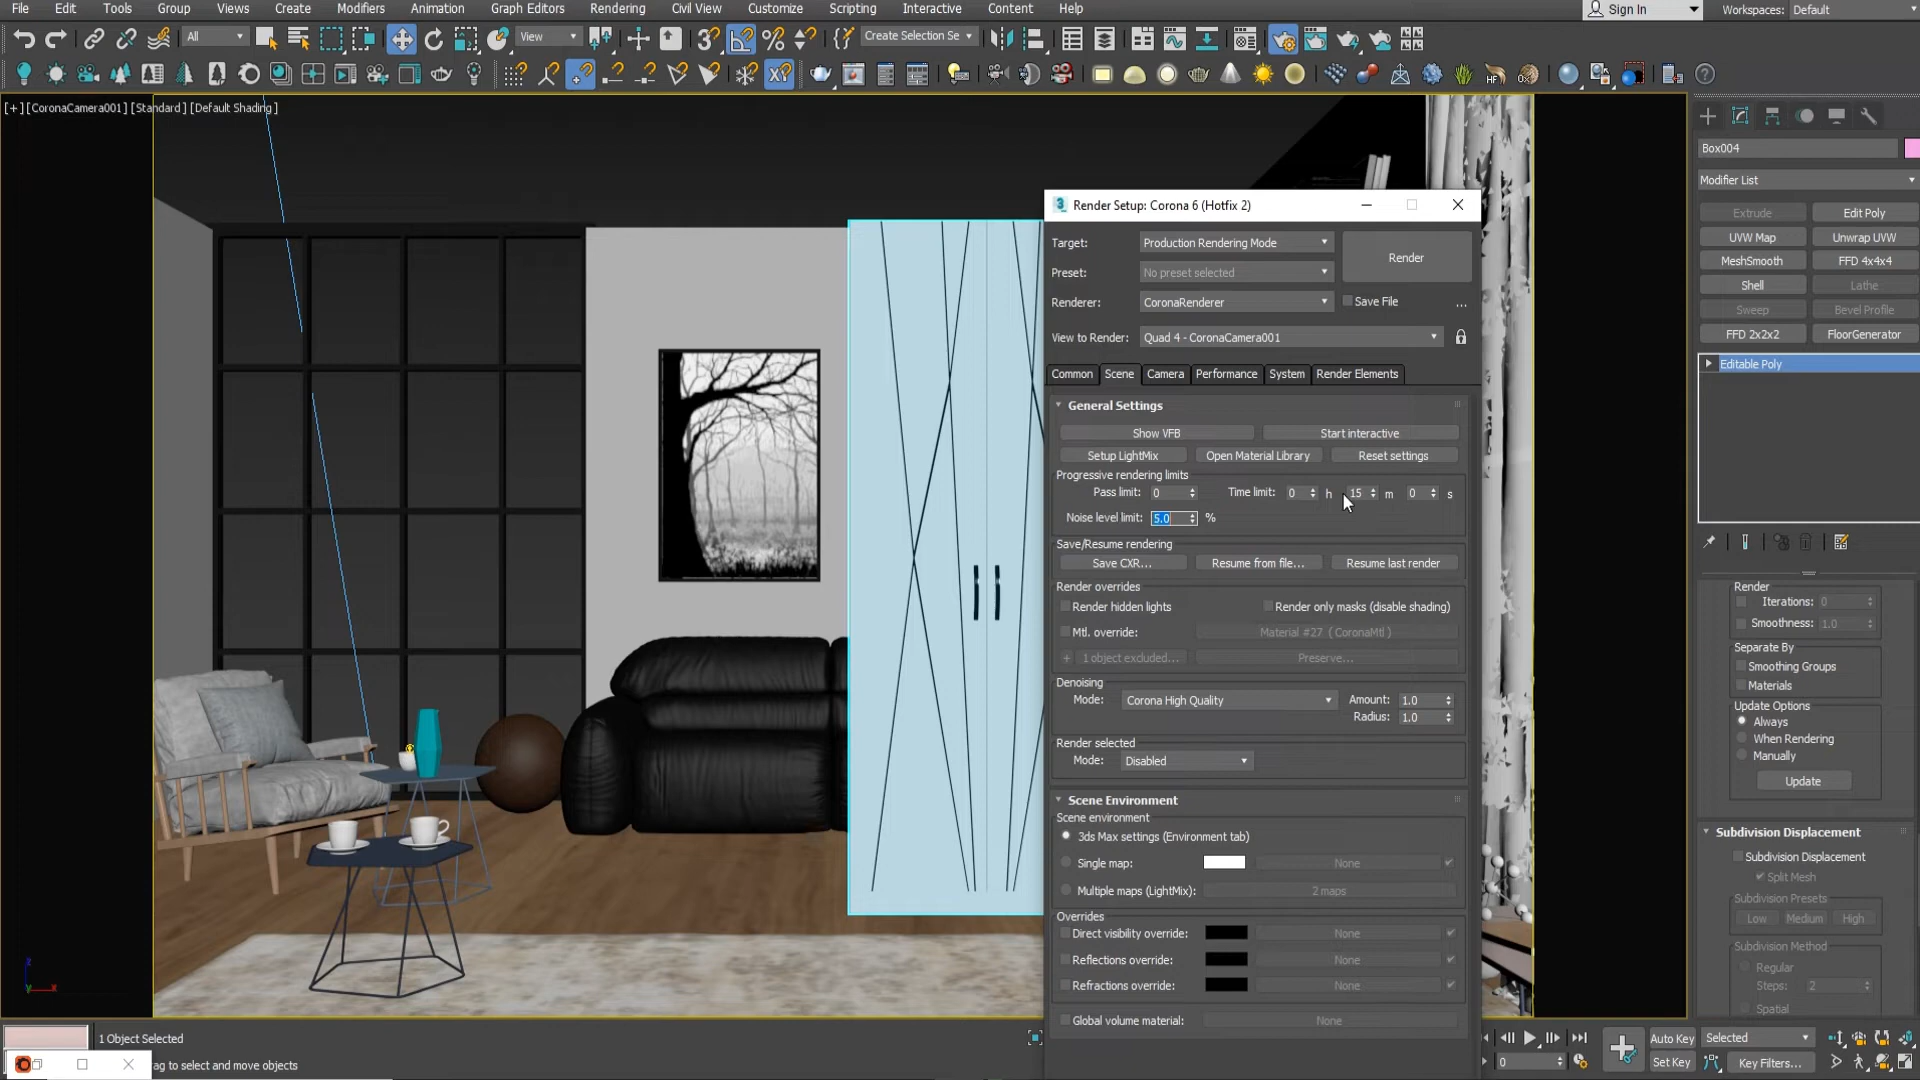 File Edit Tools Group Views Create Modifiers Animation Graph Editors Rendering Civil View Customize Scripting Interactive Content Help Sign In Workspaces: Default
All View Create Selection Se
[+] [CoronaCamera001] [Standard] [Default Shading]
Box004
Modifier List
Extrude Edit Poly
UVW Map Unwrap UVW
MeshSmooth FFD 4x4x4
Shell Lathe
Sweep Bevel Profile
FFD 2x2x2 FloorGenerator
Editable Poly
Render Setup: Corona 6 (Hotfix 2)
Target: Production Rendering Mode Render
Preset: No preset selected
Renderer: CoronaRenderer Save File ...
View to Render: Quad 4 - CoronaCamera001
Common Scene Camera Performance System Render Elements
General Settings
Show VFB Start interactive
Setup LightMix Open Material Library Reset settings
Progressive rendering limits
Pass limit: 0 Time limit: 0 h 15 m 0 s
Noise level limit: 5.0 %
Save/Resume rendering
Save CXR... Resume from file... Resume last render
Render overrides
Render hidden lights Render only masks (disable shading)
Mtl. override: Material #27 ( CoronaMtl )
+ 1 object excluded... Preserve...
Denoising
Mode: Corona High Quality Amount: 1.0
Radius: 1.0
Render selected
Mode: Disabled
Scene Environment
Scene environment
3ds Max settings (Environment tab)
Single map: None
Multiple maps (LightMix): 2 maps
Overrides
Direct visibility override: None
Reflections override: None
Refractions override: None
Global volume material: None
Render
Iterations: 0
Smoothness: 1.0
Separate By
Smoothing Groups
Materials
Update Options
Always
When Rendering
Manually
Update
Subdivision Displacement
Subdivision Displacement
Split Mesh
Subdivision Presets
Low Medium High
Subdivision Method
Regular
Steps: 2
Spatial
1 Object Selected
rag to select and move objects
0
Auto Key Selected
Set Key Key Filters...